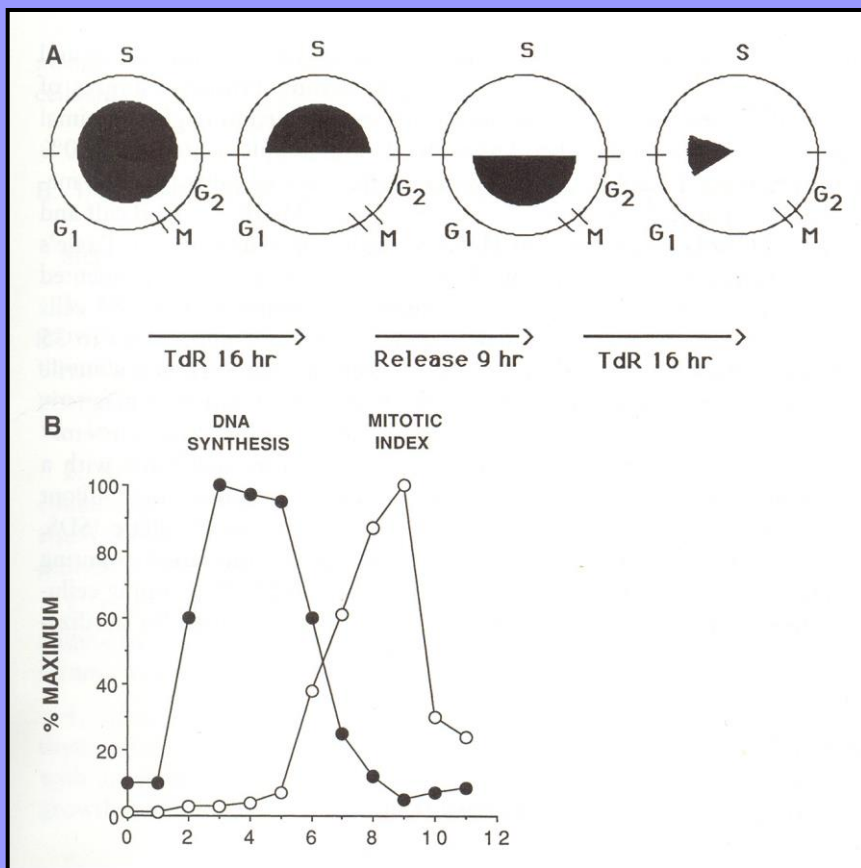 A
S S S S
G2 G2 G2 G2
G1 M G1 M G1 M G1 M
TdR 16 hr Release 9 hr TdR 16 hr
B
DNA SYNTHESIS
MITOTIC INDEX
% MAXIMUM
100
80
60
40
20
0
0 2 4 6 8 10 12